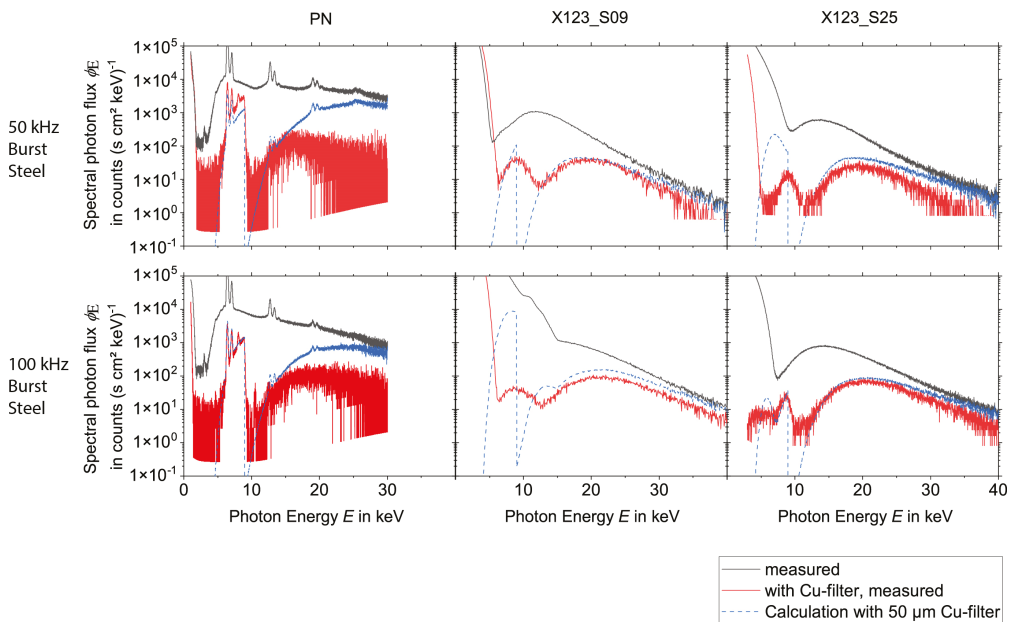 PN X123_S09 X123_S25
50 kHz
Burst
Steel
Spectral photon flux ϕE
in counts (s cm² keV)-1
1×10⁵
1×10⁴
1×10³
1×10²
1×10¹
1×10⁰
1×10⁻¹
100 kHz
Burst
Steel
Spectral photon flux ϕE
in counts (s cm² keV)-1
1×10⁵
1×10⁴
1×10³
1×10²
1×10¹
1×10⁰
1×10⁻¹
0 10 20 30 10 20 30 10 20 30 40
Photon Energy E in keV Photon Energy E in keV Photon Energy E in keV
measured
with Cu-filter, measured
Calculation with 50 µm Cu-filter